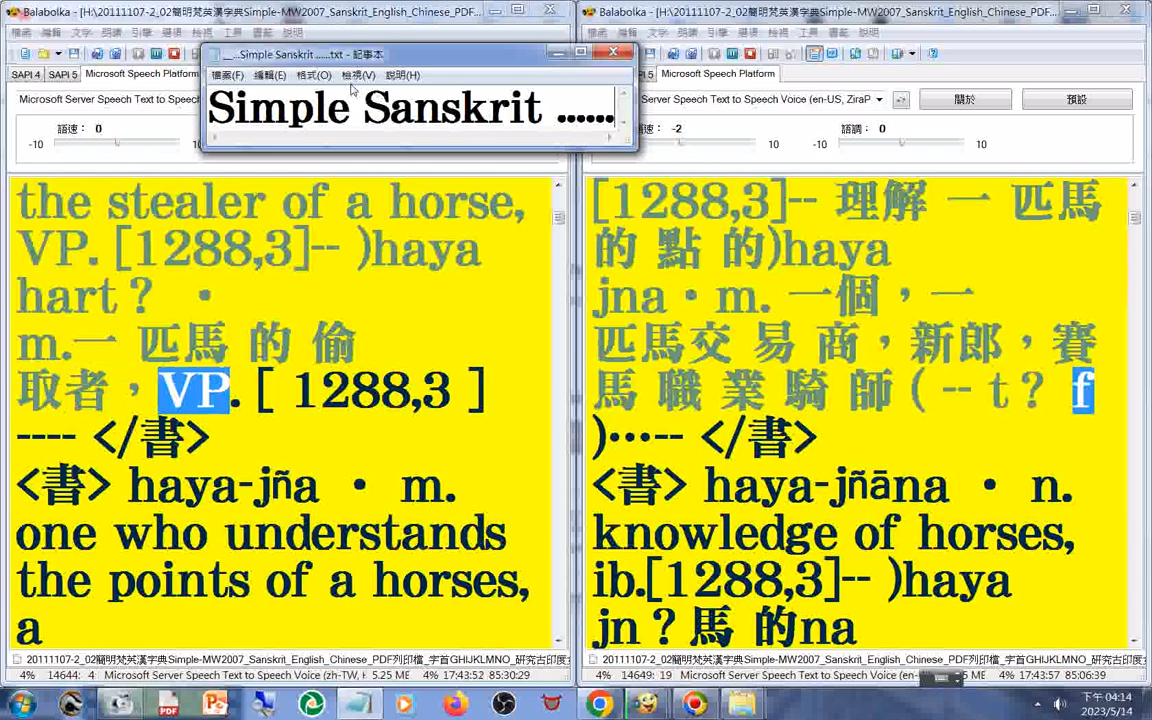 Balabolka - [H:\20111107-2_02簡明梵英漢字典Simple-MW2007_Sanskrit_English_Chinese_PDF
SAPI 4 SAPI 5 Microsoft Speech Platform
Microsoft Server Speech Text to Speech
語速： 0
-10
__...Simple Sanskrit ......txt - 記事本
檔案(F) 編輯(E) 格式(O) 檢視(V) 說明(H)
Simple Sanskrit ......
the stealer of a horse,
VP. [1288,3]-- )haya
hart？ ·
m.一 匹馬 的 偷
取者，VP. [ 1288,3 ]
---- </書>
<書> haya-jña · m.
one who understands
the points of a horses,
a
20111107-2_02簡明梵英漢字典Simple-MW2007_Sanskrit_English_Chinese_PDF列印檔_字首GHIJKLMNO_研究古印度
4% 14644: 4 Microsoft Server Speech Text to Speech Voice (zh-TW, 5.25 ME 4% 17:43:52 85:30:29
Balabolka - [H:\20111107-2_02簡明梵英漢字典Simple-MW2007_Sanskrit_English_Chinese_PDF列
Microsoft Speech Platform
Server Speech Text to Speech Voice (en-US, ZiraP
關於 預設
語速： -2 語調： 0
10 -10 10
[1288,3]-- 理解 一 匹馬
的 點 的)haya
jna · m. 一個，一
匹馬交 易 商，新郎，賽
馬 職 業 騎 師 ( -- t？ f
)…-- </書>
<書> haya-jñāna · n.
knowledge of horses,
ib.[1288,3]-- )haya
jn？馬 的na
20111107-2_02簡明梵英漢字典Simple-MW2007_Sanskrit_English_Chinese_PDF列印檔_字首GHIJKLMNO_研究古印度
4% 14649: 19 Microsoft Server Speech Text to Speech Voice (en- 4% 17:43:57 85:06:39
下午 04:14
2023/5/14